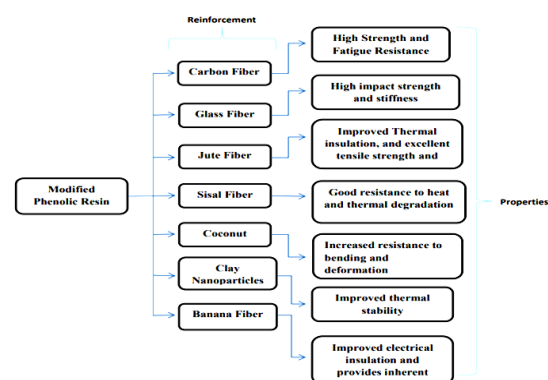 Reinforcement
High Strength and
Fatigue Resistance
Carbon Fiber
High impact strength
and stiffness
Glass Fiber
Improved Thermal
insulation, and excellent
tensile strength and
Jute Fiber
Modified
Phenolic Resin
Sisal Fiber
Good resistance to heat
and thermal degradation
Properties
Coconut
Increased resistance to
bending and
deformation
Clay
Nanoparticles
Improved thermal
stability
Banana Fiber
Improved electrical
insulation and
provides inherent